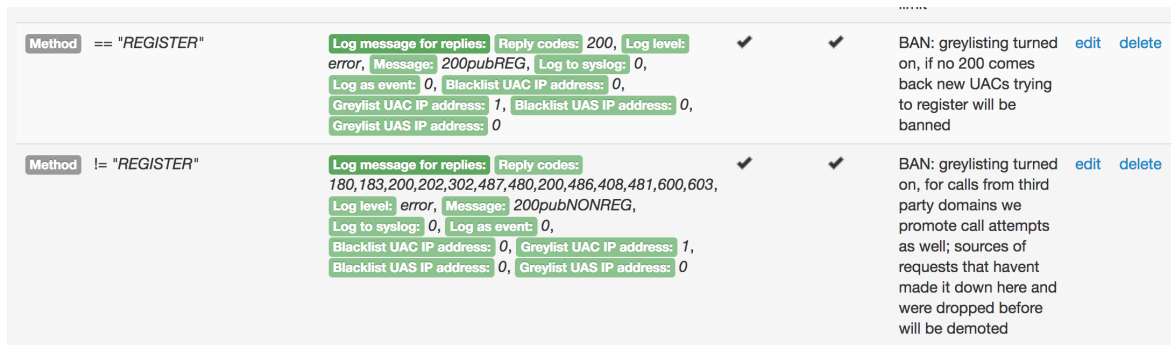 limit
Method == "REGISTER"
Log message for replies: Reply codes: 200, Log level:
error, Message: 200pubREG, Log to syslog: 0,
Log as event: 0, Blacklist UAC IP address: 0,
Greylist UAC IP address: 1, Blacklist UAS IP address: 0,
Greylist UAS IP address: 0
BAN: greylisting turned
on, if no 200 comes
back new UACs trying
to register will be
banned
edit delete
Method != "REGISTER"
Log message for replies: Reply codes:
180,183,200,202,302,487,480,200,486,408,481,600,603,
Log level: error, Message: 200pubNONREG,
Log to syslog: 0, Log as event: 0,
Blacklist UAC IP address: 0, Greylist UAC IP address: 1,
Blacklist UAS IP address: 0, Greylist UAS IP address: 0
BAN: greylisting turned
on, for calls from third
party domains we
promote call attempts
as well; sources of
requests that havent
made it down here and
were dropped before
will be demoted
edit delete